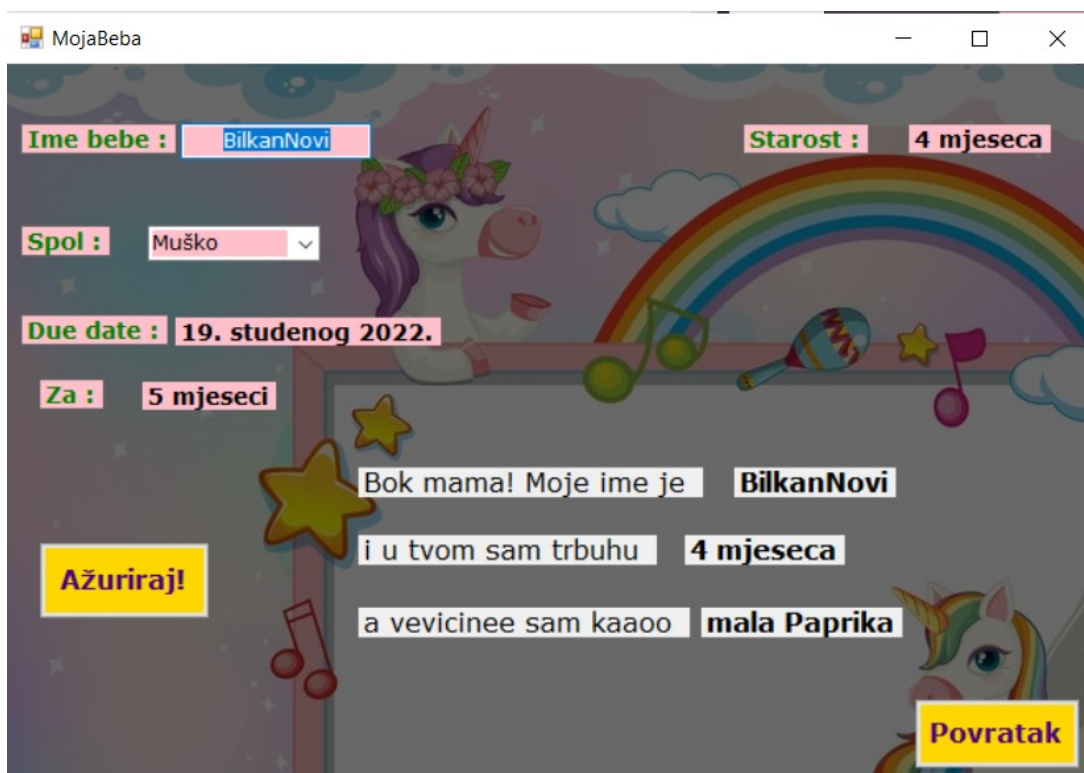 MojaBeba
Ime bebe : BilkanNovi Starost : 4 mjeseca
Spol : Muško
Due date : 19. studenog 2022.
Za : 5 mjeseci
Bok mama! Moje ime je BilkanNovi
i u tvom sam trbuhu 4 mjeseca
Ažuriraj!
a vevicinee sam kaaoo mala Paprika
Povratak